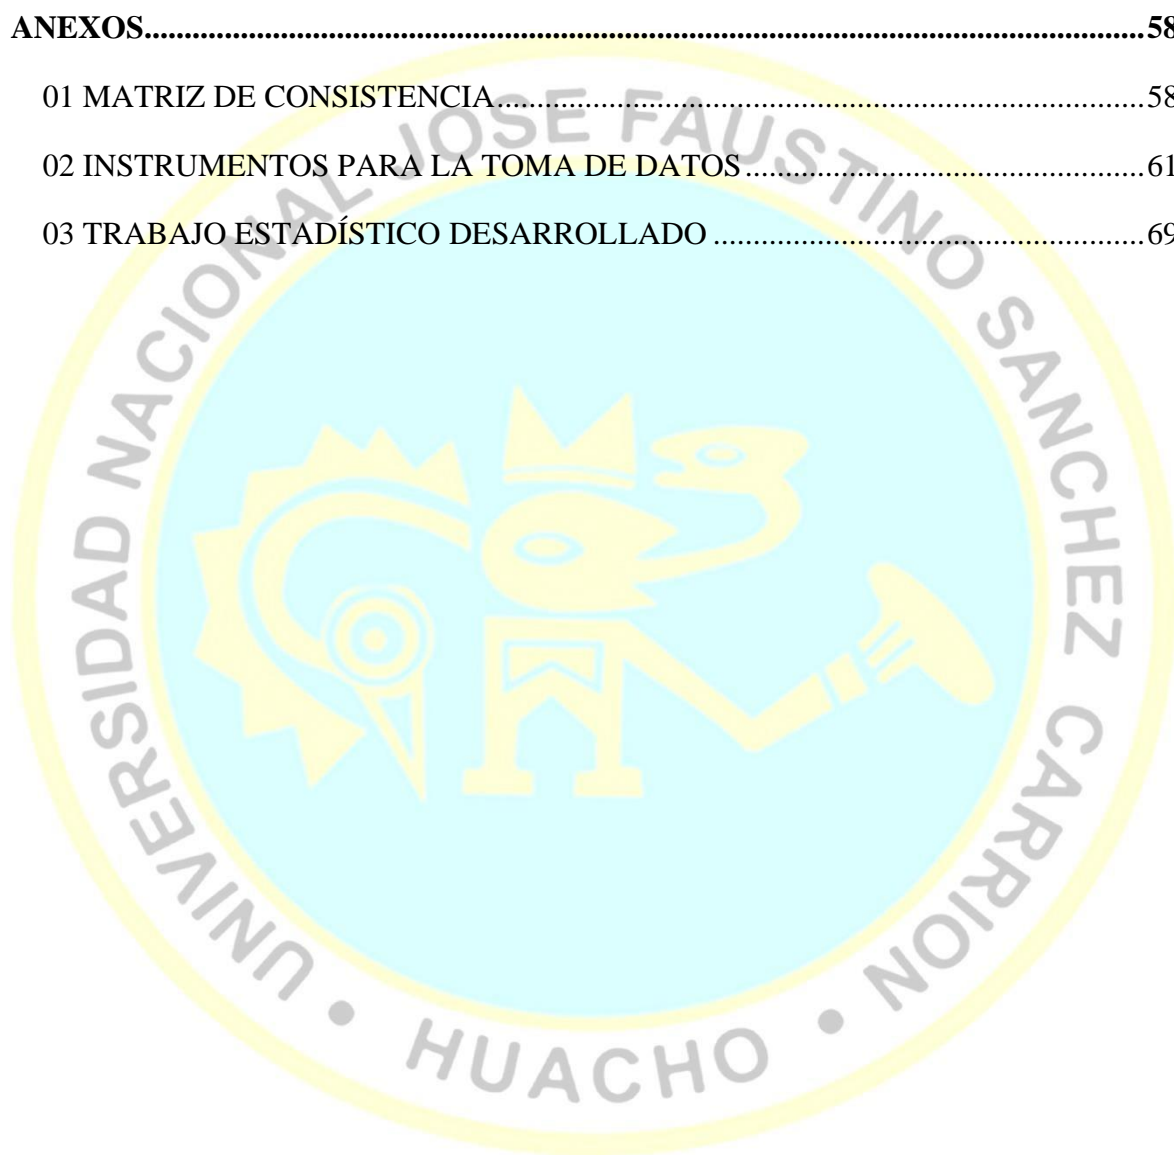 ANEXOS.....................................................................................................................58
01 MATRIZ DE CONSISTENCIA..............................................................................58
02 INSTRUMENTOS PARA LA TOMA DE DATOS................................................61
03 TRABAJO ESTADÍSTICO DESARROLLADO....................................................69
UNIVERSIDAD NACIONAL JOSE FAUSTINO SANCHEZ CARRION • HUACHO •